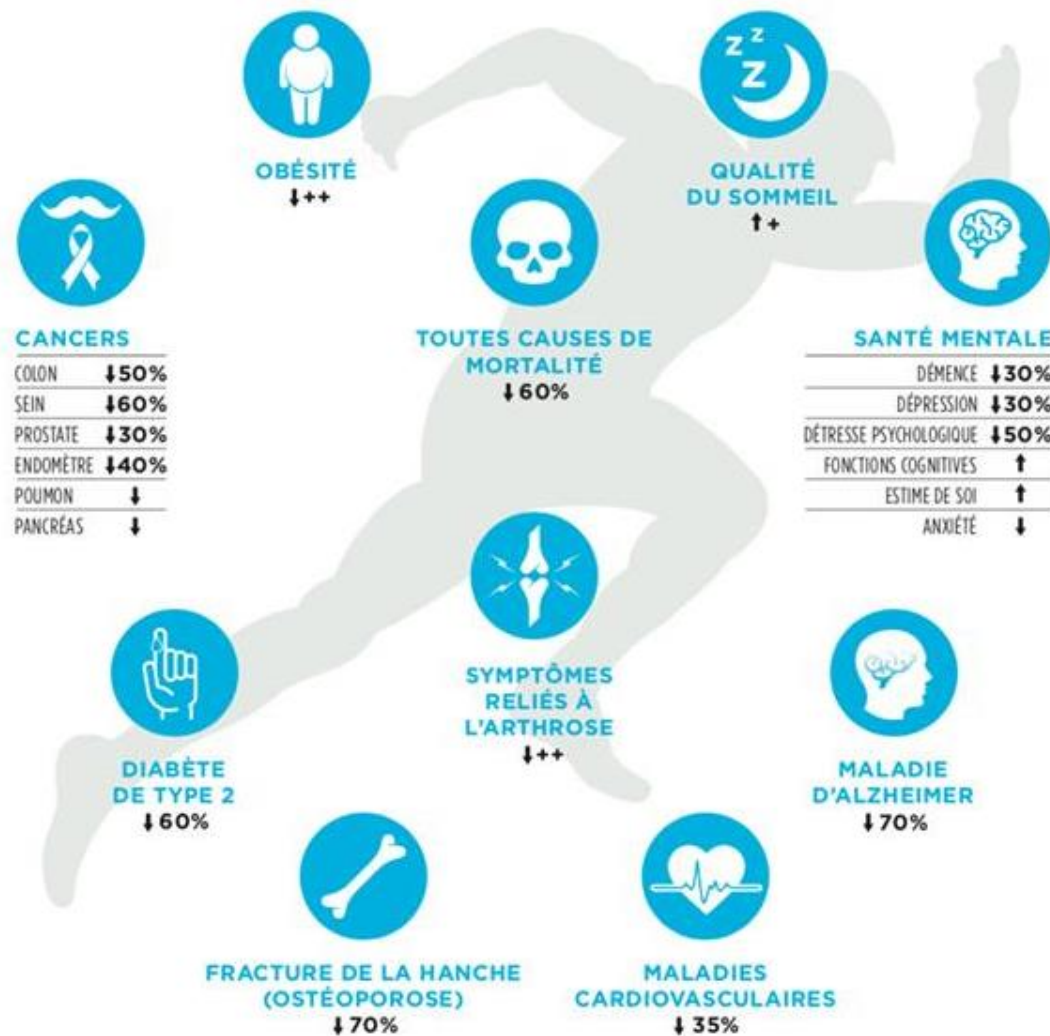 Z Z Z
OBÉSITÉ
↓++
QUALITÉ
DU SOMMEIL
↑+
CANCERS
COLON ↓50%
SEIN ↓60%
PROSTATE ↓30%
ENDOMÈTRE ↓40%
POUMON ↓
PANCRÉAS ↓
TOUTES CAUSES DE
MORTALITÉ
↓60%
SANTÉ MENTALE
DÉMENCE ↓30%
DÉPRESSION ↓30%
DÉTRESSE PSYCHOLOGIQUE ↓50%
FONCTIONS COGNITIVES ↑
ESTIME DE SOI ↑
ANXIÉTÉ ↓
SYMPTÔMES
RELIÉS À
L'ARTHROSE
↓++
DIABÈTE
DE TYPE 2
↓60%
MALADIE
D'ALZHEIMER
↓70%
FRACTURE DE LA HANCHE
(OSTÉOPOROSE)
↓70%
MALADIES
CARDIOVASCULAIRES
↓35%